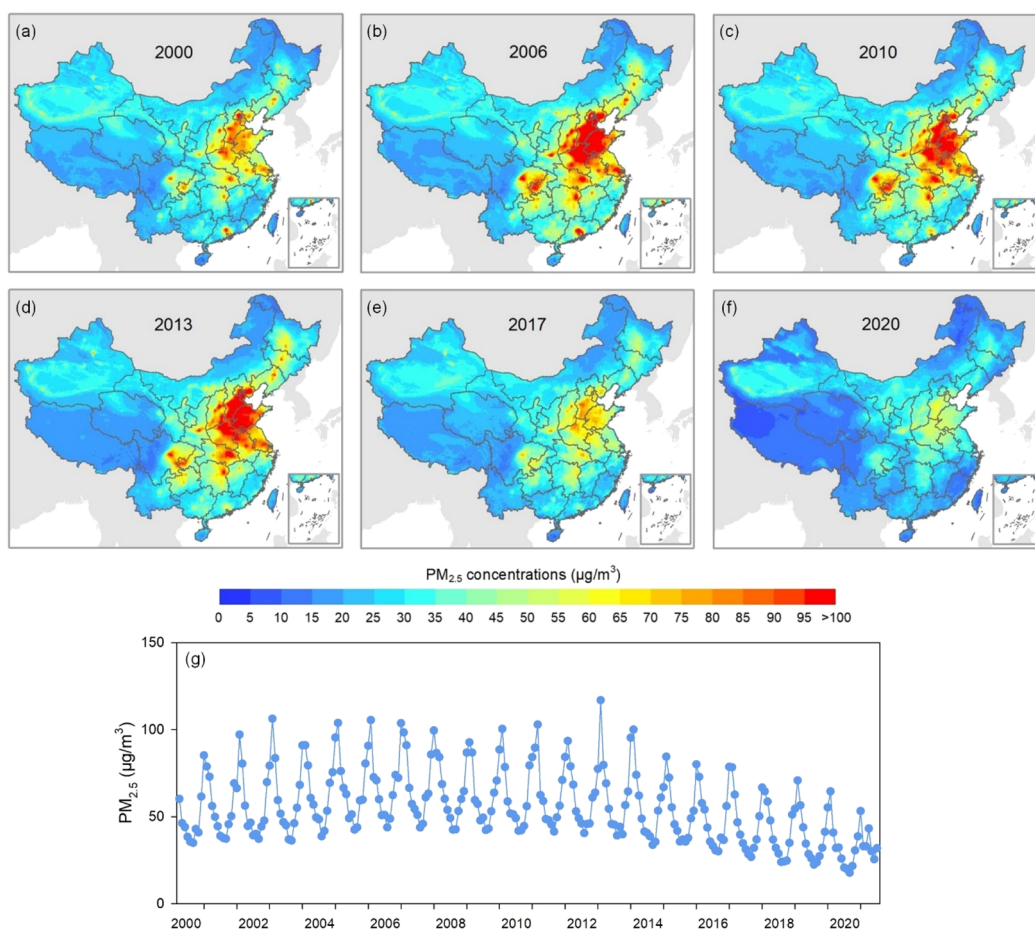 (a) 2000
(b) 2006
(c) 2010
(d) 2013
(e) 2017
(f) 2020
PM2.5 concentrations (µg/m³)
0 5 10 15 20 25 30 35 40 45 50 55 60 65 70 75 80 85 90 95 >100
(g)
PM2.5 (µg/m³)
150
100
50
0
2000 2002 2004 2006 2008 2010 2012 2014 2016 2018 2020